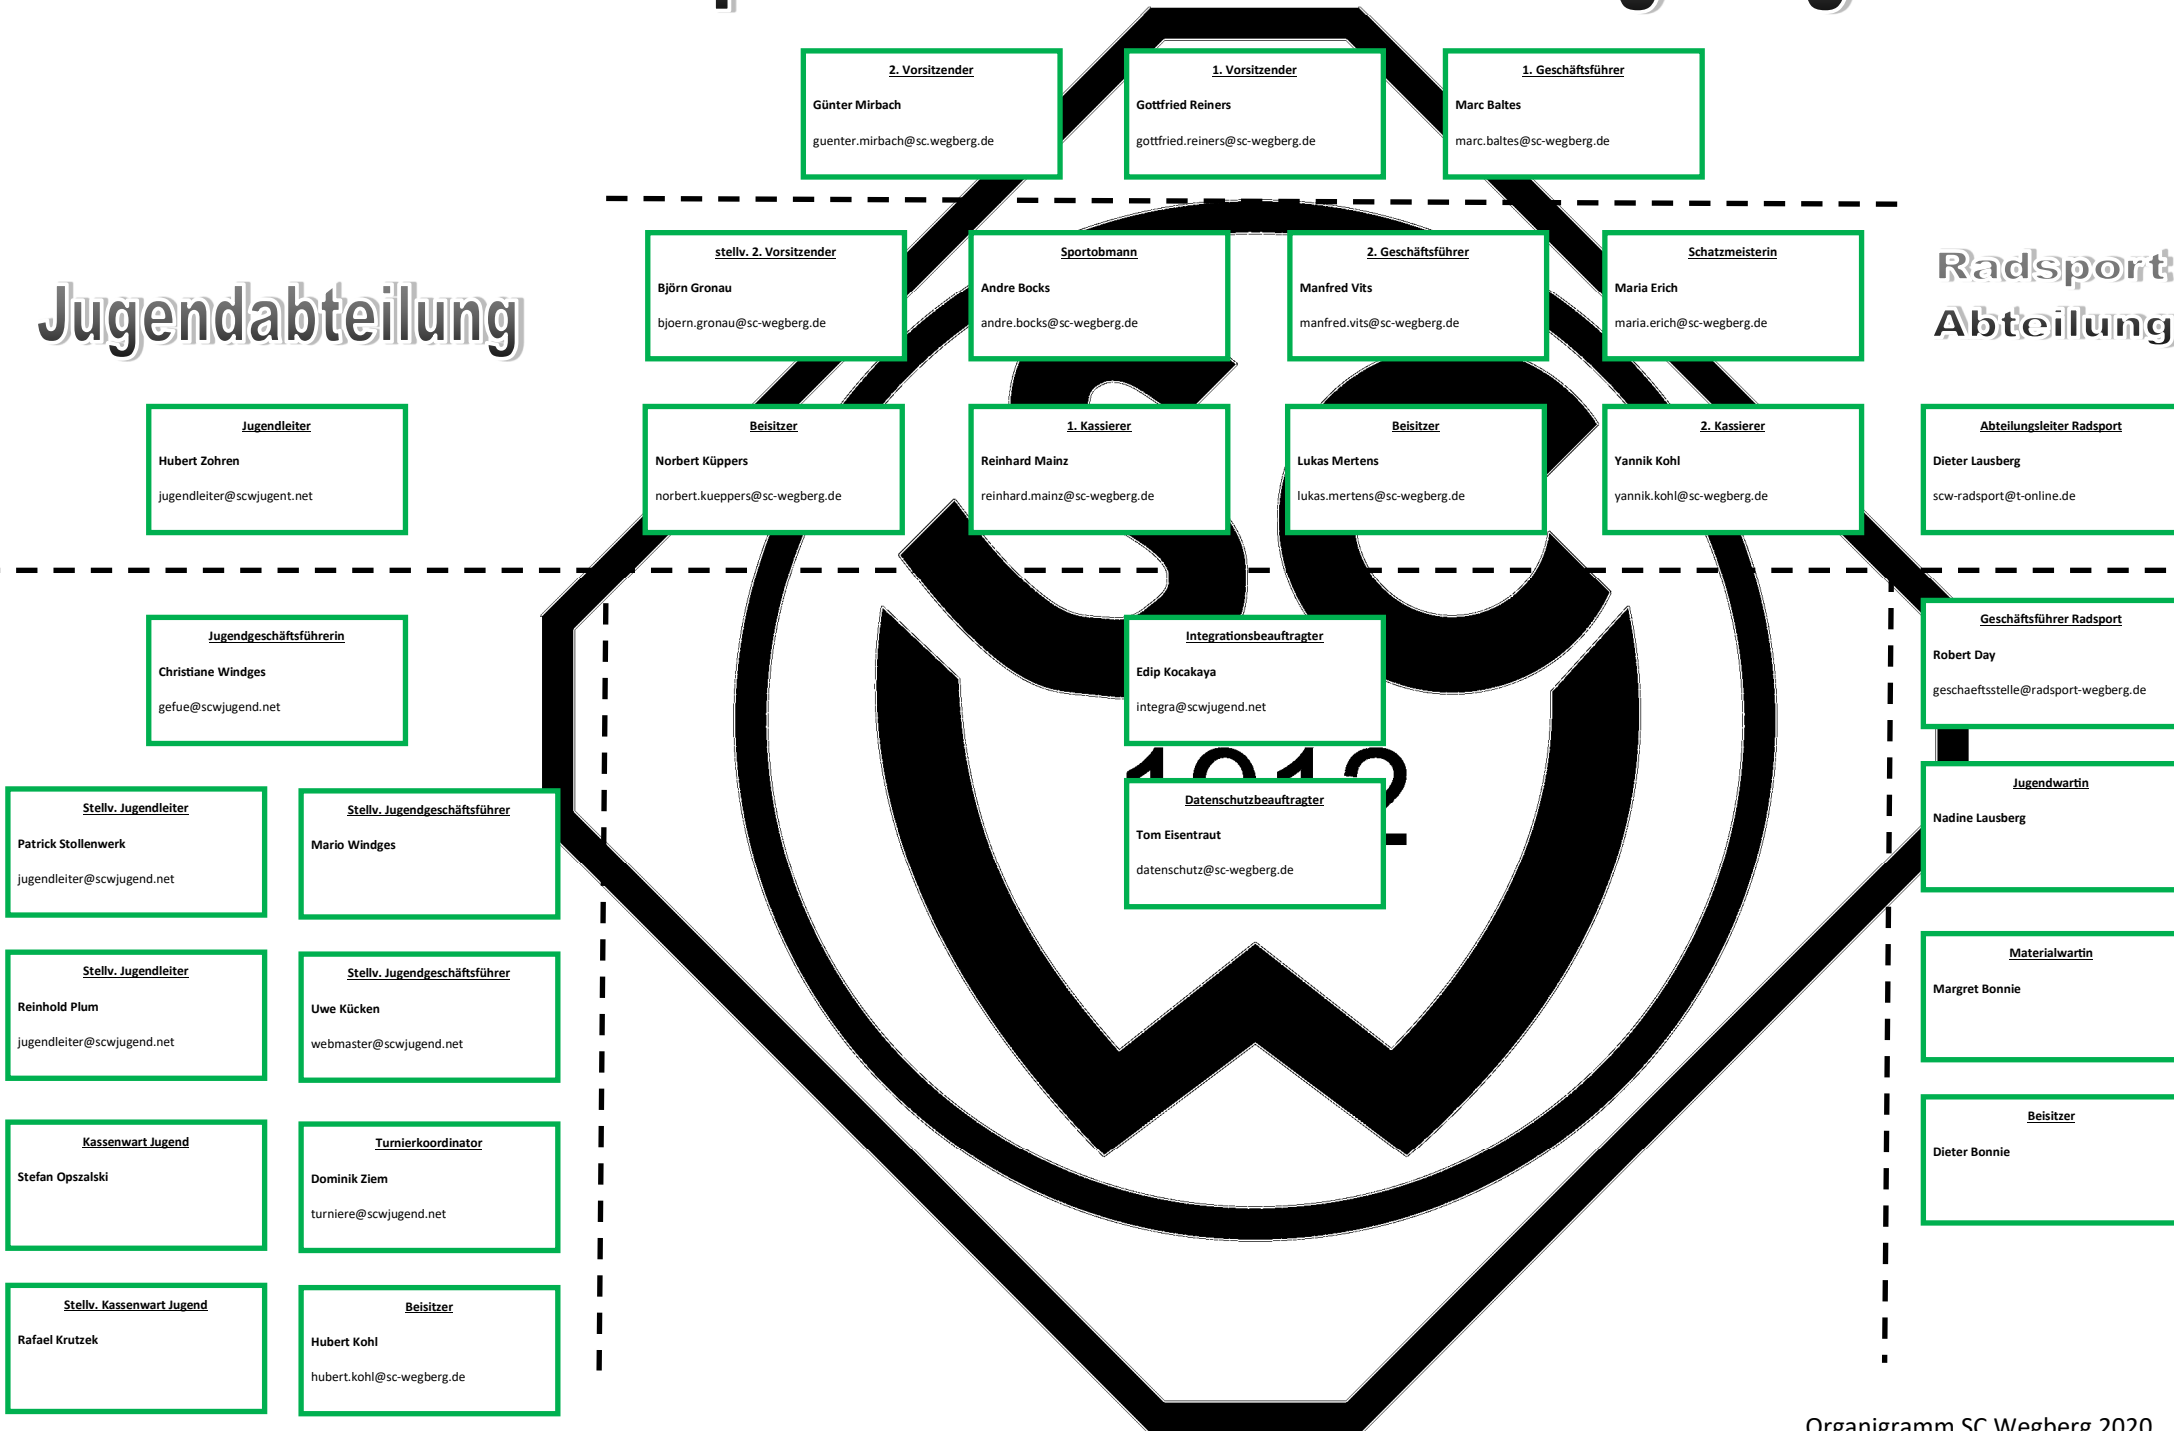 2. Vorsitzender
Günter Mirbach
guenter.mirbach@sc.wegberg.de
1. Vorsitzender
Gottfried Reiners
gottfried.reiners@sc-wegberg.de
1. Geschäftsführer
Marc Baltes
marc.baltes@sc-wegberg.de
stellv. 2. Vorsitzender
Björn Gronau
bjoern.gronau@sc-wegberg.de
Sportobmann
Andre Bocks
andre.bocks@sc-wegberg.de
2. Geschäftsführer
Manfred Vits
manfred.vits@sc-wegberg.de
Schatzmeisterin
Maria Erich
maria.erich@sc-wegberg.de
Jugendabteilung
Radsport
Abteilung
Jugendleiter
Hubert Zohren
jugendleiter@scwjugent.net
Beisitzer
Norbert Küppers
norbert.kueppers@sc-wegberg.de
1. Kassierer
Reinhard Mainz
reinhard.mainz@sc-wegberg.de
Beisitzer
Lukas Mertens
lukas.mertens@sc-wegberg.de
2. Kassierer
Yannik Kohl
yannik.kohl@sc-wegberg.de
Abteilungsleiter Radsport
Dieter Lausberg
scw-radsport@t-online.de
Jugendgeschäftsführerin
Christiane Windges
gefue@scwjugend.net
Integrationsbeauftragter
Edip Kocakaya
integra@scwjugend.net
Geschäftsführer Radsport
Robert Day
geschaeftsstelle@radsport-wegberg.de
SC
W
1912
Stellv. Jugendleiter
Patrick Stollenwerk
jugendleiter@scwjugend.net
Stellv. Jugendgeschäftsführer
Mario Windges
Datenschutzbeauftragter
Tom Eisentraut
datenschutz@sc-wegberg.de
Jugendwartin
Nadine Lausberg
Stellv. Jugendleiter
Reinhold Plum
jugendleiter@scwjugend.net
Stellv. Jugendgeschäftsführer
Uwe Kücken
webmaster@scwjugend.net
Materialwartin
Margret Bonnie
Kassenwart Jugend
Stefan Opszalski
Turnierkoordinator
Dominik Ziem
turniere@scwjugend.net
Beisitzer
Dieter Bonnie
Stellv. Kassenwart Jugend
Rafael Krutzek
Beisitzer
Hubert Kohl
hubert.kohl@sc-wegberg.de
Organigramm SC Wegberg 2020